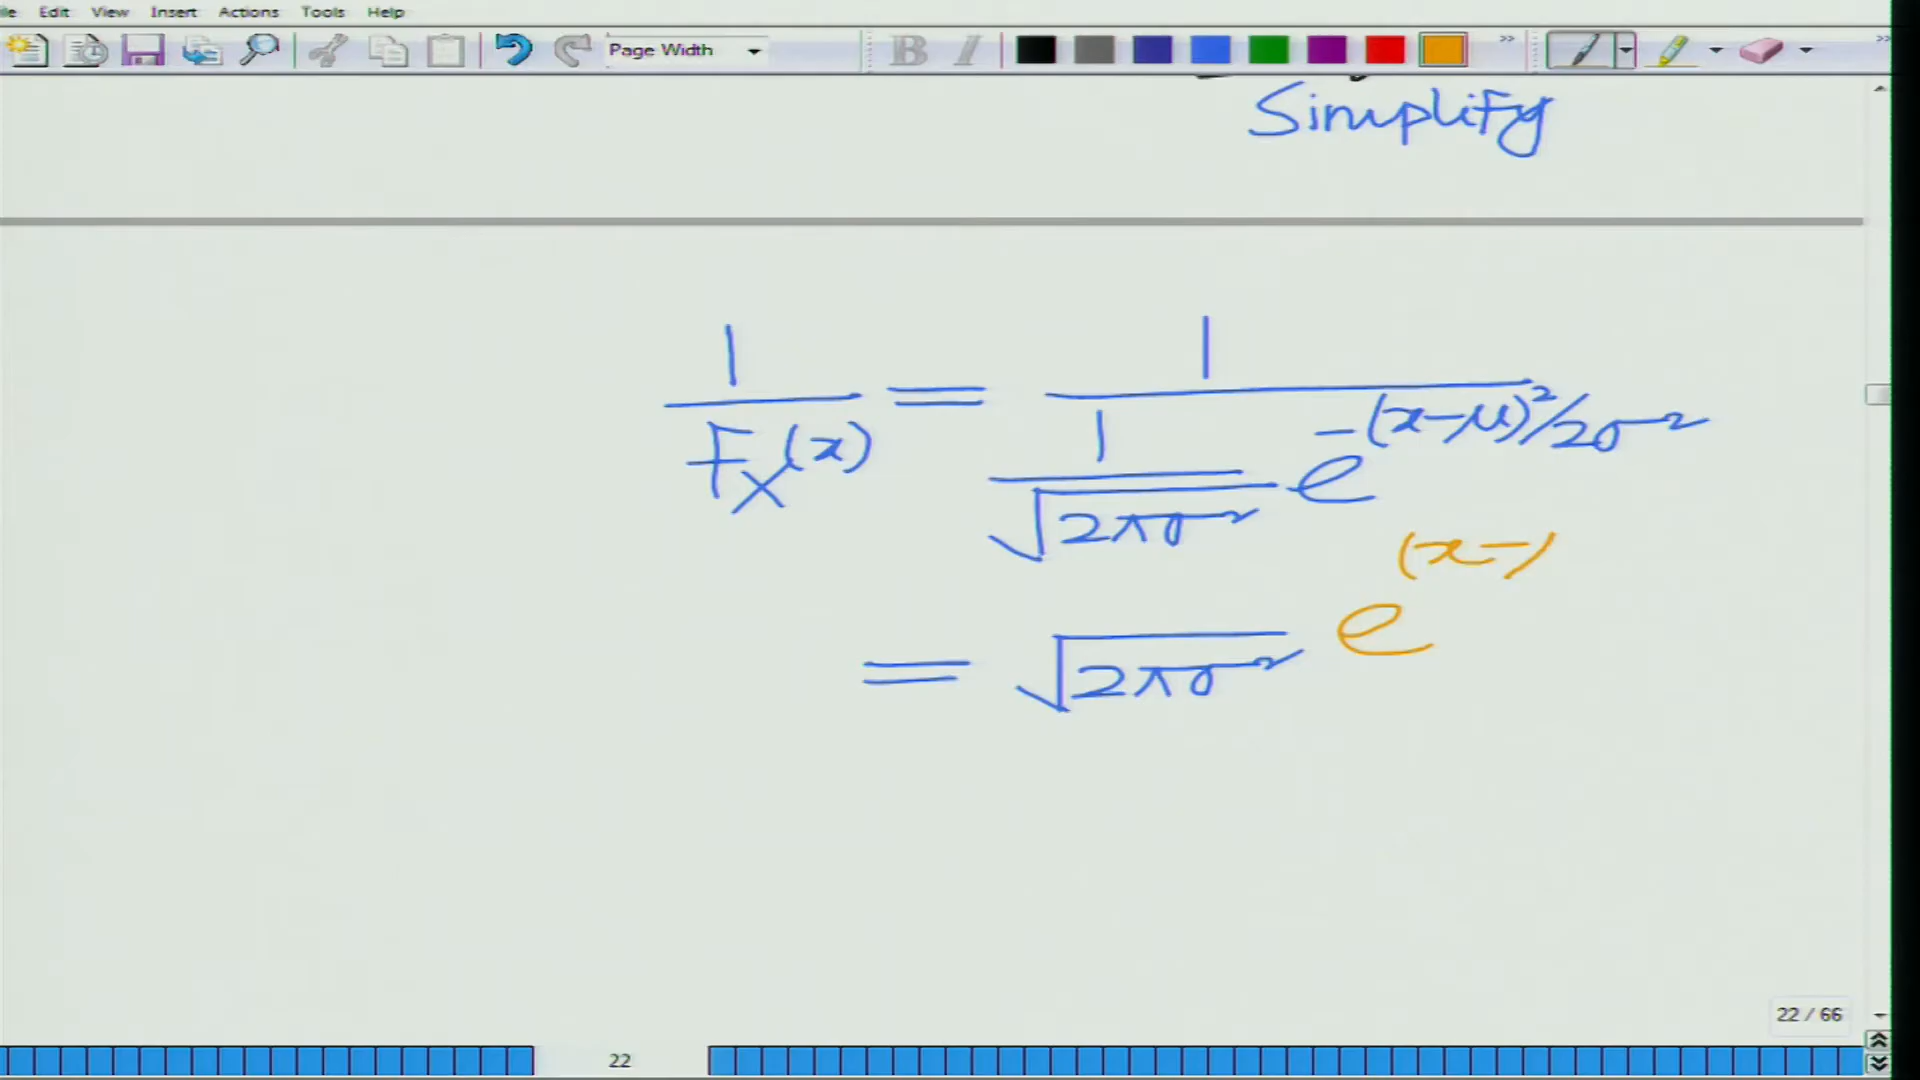 Edit View Insert Actions Tools Help
Page Width
B I
Simplify
1/F_X(x) = 1/(1/√(2πσ²) e^(-(x-μ)²/2σ²))
= √(2πσ²) e^((x-)
22 / 66
22